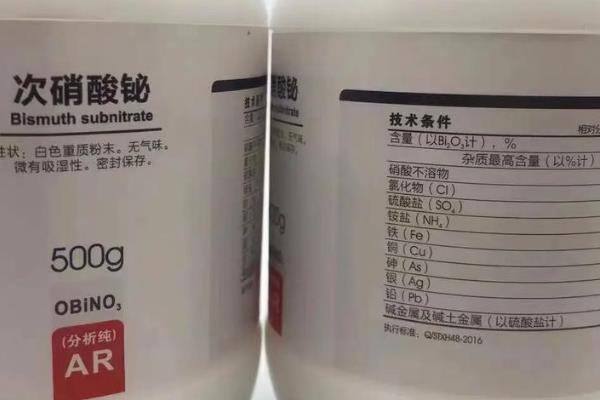 次硝酸铋
Bismuth subnitrate
性状：白色重质粉末。无气味。
微有吸湿性。密封保存。
500g
OBiNO₃
(分析纯)
AR
酸铋
技术条件
相对分
含量（以Bi₂O₃计），%
杂质最高含量（以%计）
硝酸不溶物
氯化物（Cl）
硫酸盐（SO₄）
铵盐（NH₄）
铁（Fe）
铜（Cu）
砷（As）
银（Ag）
铅（Pb）
碱金属及碱土金属（以硫酸盐计）
执行标准：Q/STXH48-2016